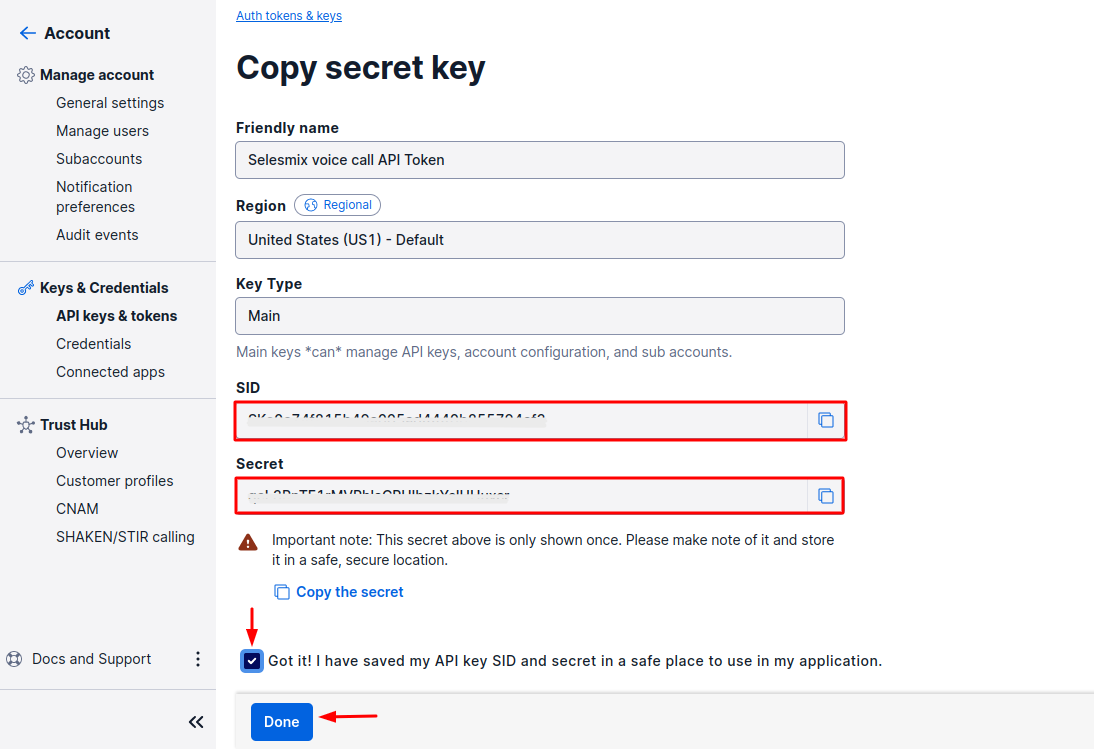 Account
Manage account
General settings
Manage users
Subaccounts
Notification
preferences
Audit events
Keys & Credentials
API keys & tokens
Credentials
Connected apps
Trust Hub
Overview
Customer profiles
CNAM
SHAKEN/STIR calling
Docs and Support
Auth tokens & keys
Copy secret key
Friendly name
Selesmix voice call API Token
Region
Regional
United States (US1) - Default
Key Type
Main
Main keys *can* manage API keys, account configuration, and sub accounts.
SID
Secret
Important note: This secret above is only shown once. Please make note of it and store
it in a safe, secure location.
Copy the secret
Got it! I have saved my API key SID and secret in a safe place to use in my application.
Done